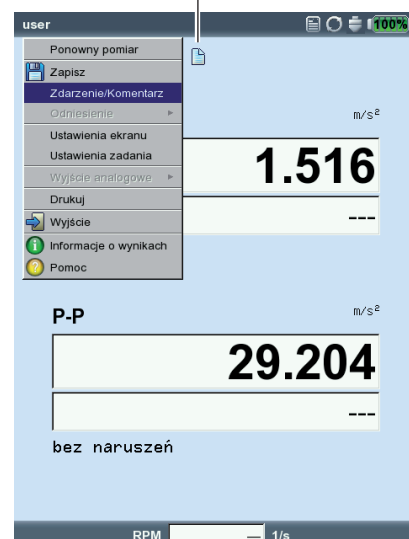 user 100%
Ponowny pomiar
Zapisz
Zdarzenie/Komentarz
Odniesienie
Ustawienia ekranu
Ustawienia zadania
Wyjście analogowe
Drukuj
Wyjście
Informacje o wynikach
Pomoc
m/s²
1.516
---
P-P m/s²
29.204
---
bez naruszeń
RPM — 1/s